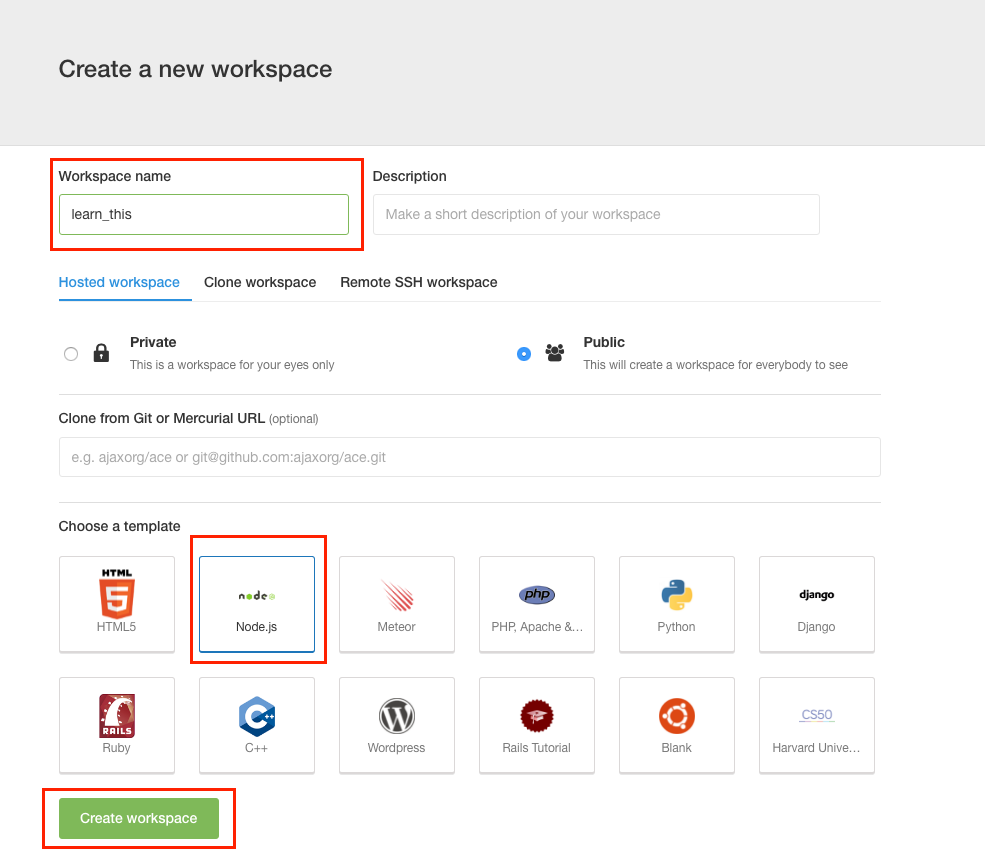 Create a new workspace
Workspace name
Description
learn_this
Make a short description of your workspace
Hosted workspace
Clone workspace
Remote SSH workspace
Private
This is a workspace for your eyes only
Public
This will create a workspace for everybody to see
Clone from Git or Mercurial URL (optional)
e.g. ajaxorg/ace or git@github.com:ajaxorg/ace.git
Choose a template
HTML
5
HTML5
node
Node.js
Meteor
php
PHP, Apache &...
Python
django
Django
RAILS
Ruby
C++
C++
W
Wordpress
Rails Tutorial
Blank
CS50
Harvard Unive...
Create workspace